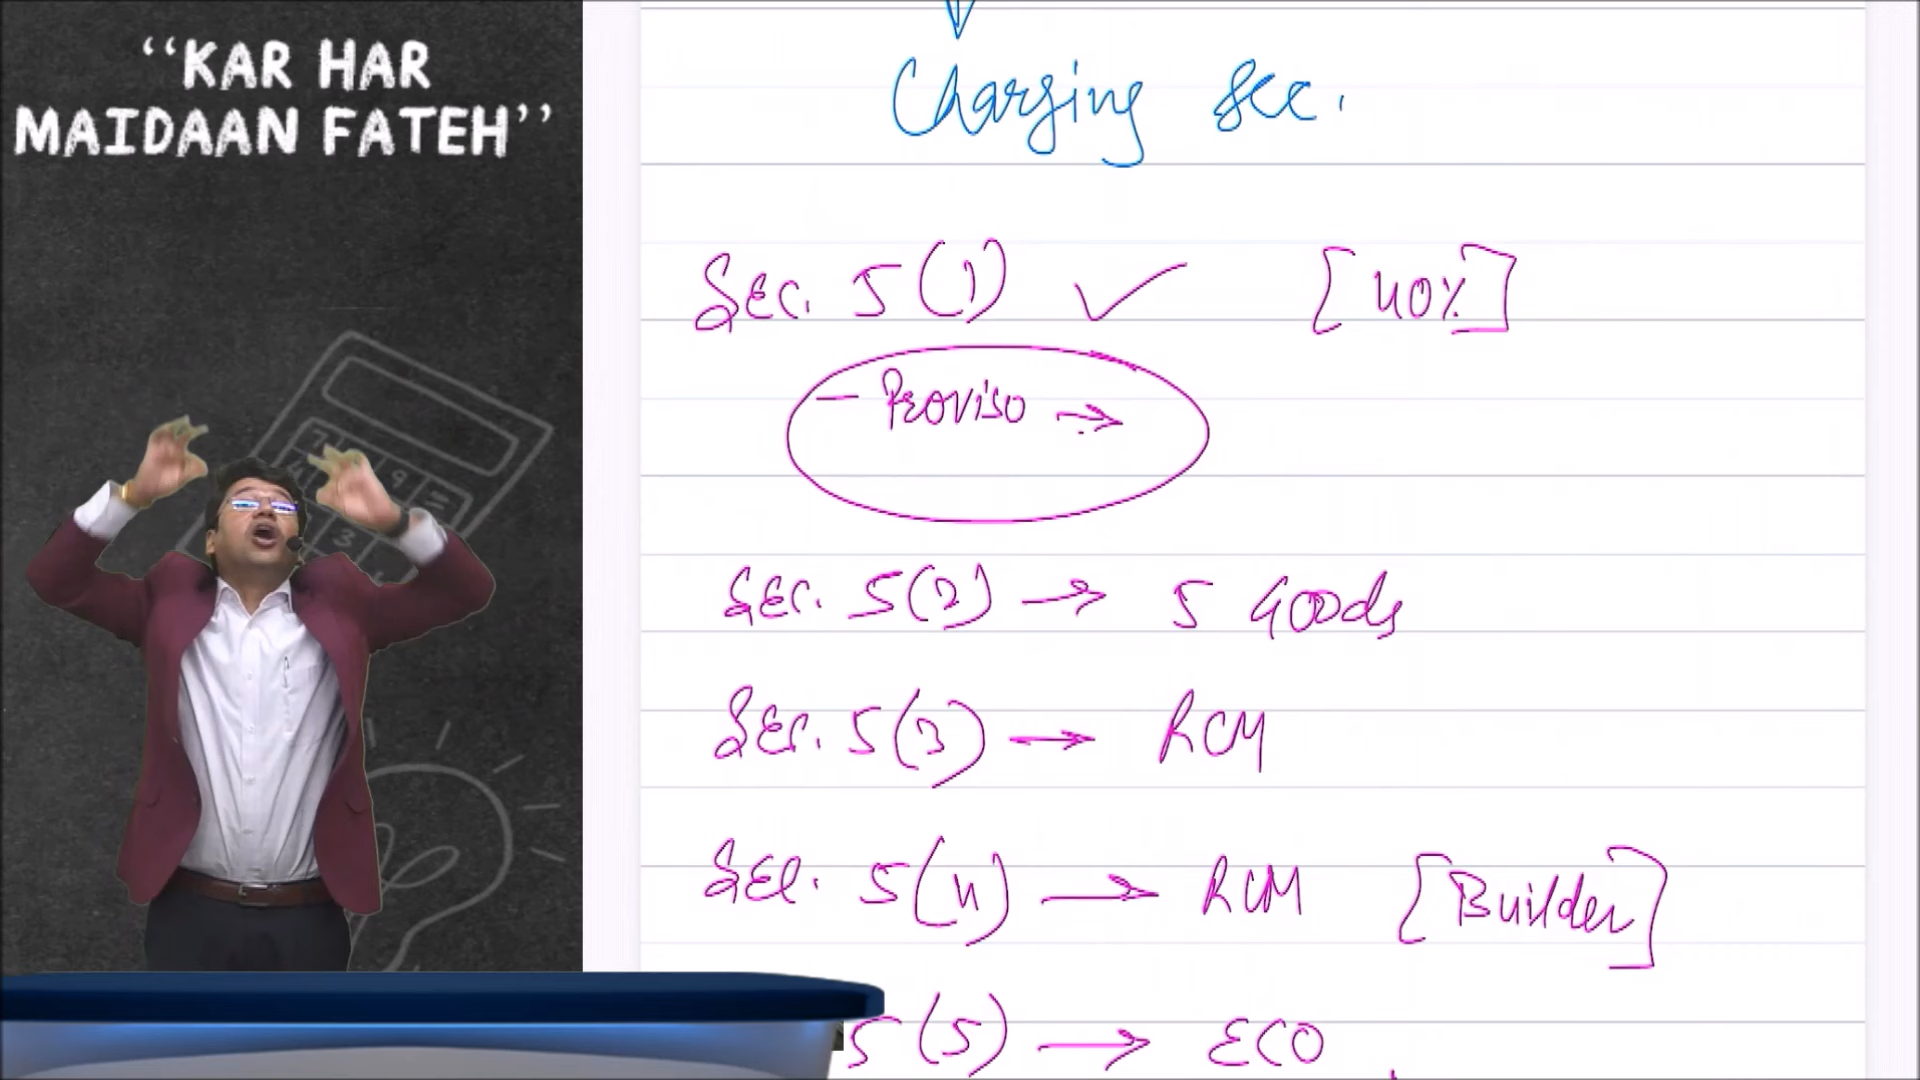 “KAR HAR
MAIDAAN FATEH”
Charging Sec.
Sec. 5(1) ✓ [40%]
— Proviso →
Sec. 5(2) → 5 Goods
Sec. 5(3) → RCM
Sec. 5(4) → RCM [Builder]
5(5) → ECO